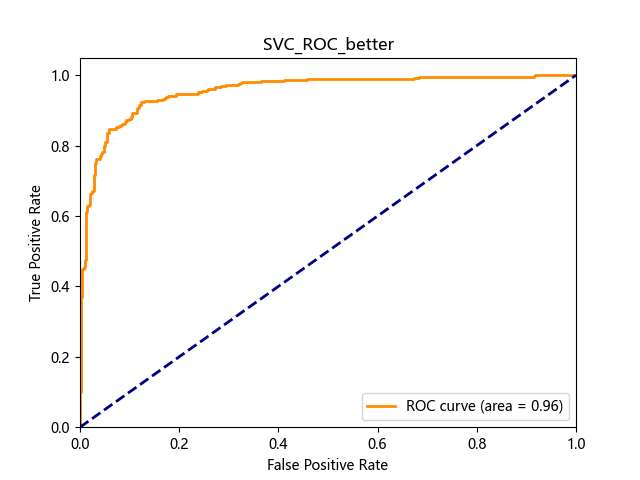 SVC_ROC_better
True Positive Rate
1.0
0.8
0.6
0.4
0.2
0.0
ROC curve (area = 0.96)
0.0 0.2 0.4 0.6 0.8 1.0
False Positive Rate